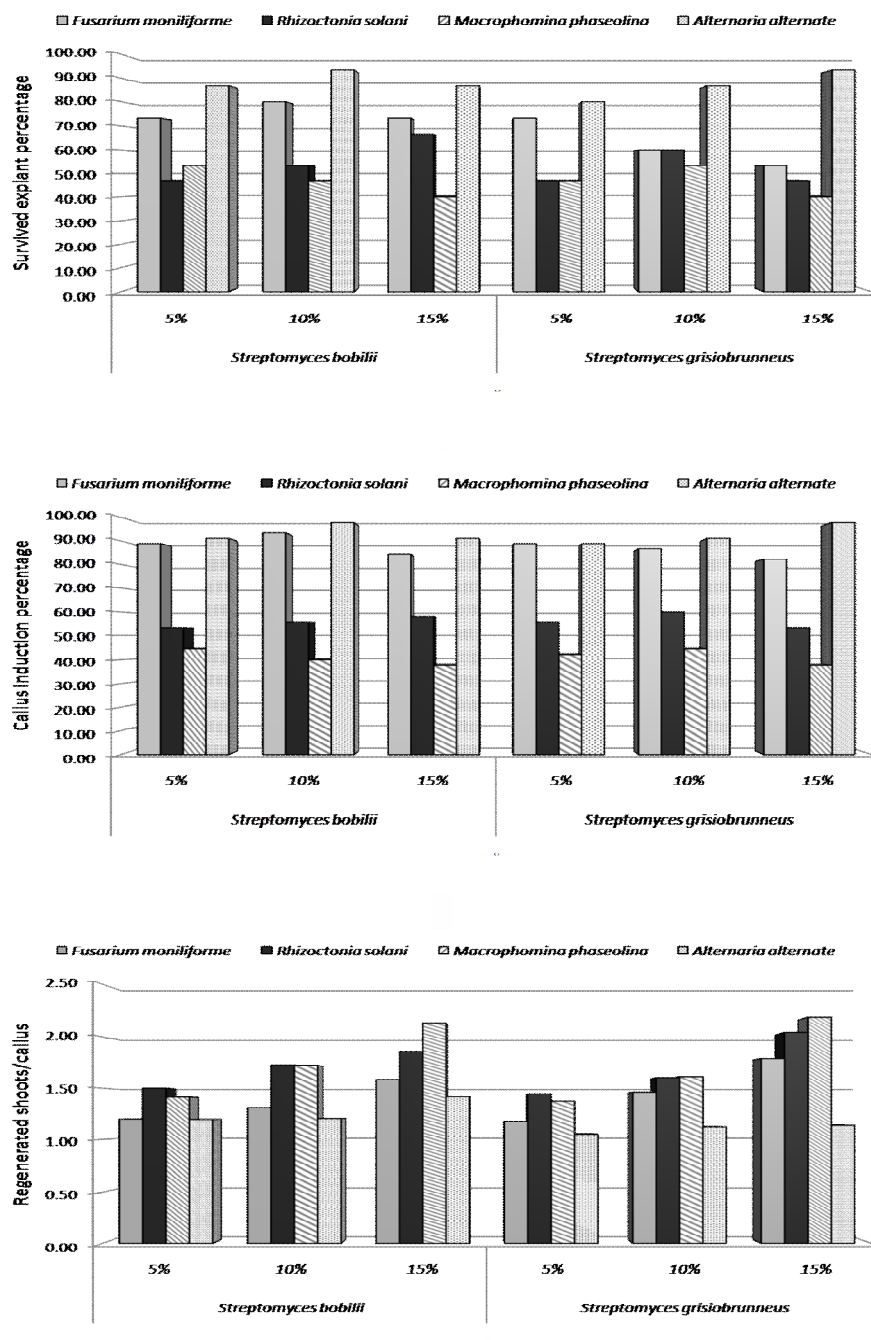 Fusarium moniliforme Rhizoctonia solani Macrophomina phaseolina Alternaria alternate
Survived explant percentage
100.00
90.00
80.00
70.00
60.00
50.00
40.00
30.00
20.00
10.00
0.00
5% 10% 15% 5% 10% 15%
Streptomyces bobilii Streptomyces grisiobrunneus
Fusarium moniliforme Rhizoctonia solani Macrophomina phaseolina Alternaria alternate
Callus induction percentage
100.00
90.00
80.00
70.00
60.00
50.00
40.00
30.00
20.00
10.00
0.00
5% 10% 15% 5% 10% 15%
Streptomyces bobilii Streptomyces grisiobrunneus
Fusarium moniliforme Rhizoctonia solani Macrophomina phaseolina Alternaria alternate
Regenerated shoots/callus
2.50
2.00
1.50
1.00
0.50
0.00
5% 10% 15% 5% 10% 15%
Streptomyces bobilii Streptomyces grisiobrunneus